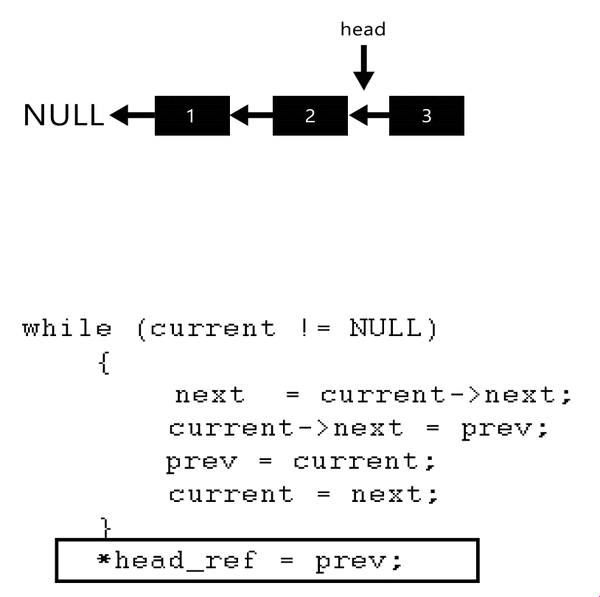 head
NULL 1 2 3
while (current != NULL)
{
next = current->next;
current->next = prev;
prev = current;
current = next;
}
*head_ref = prev;